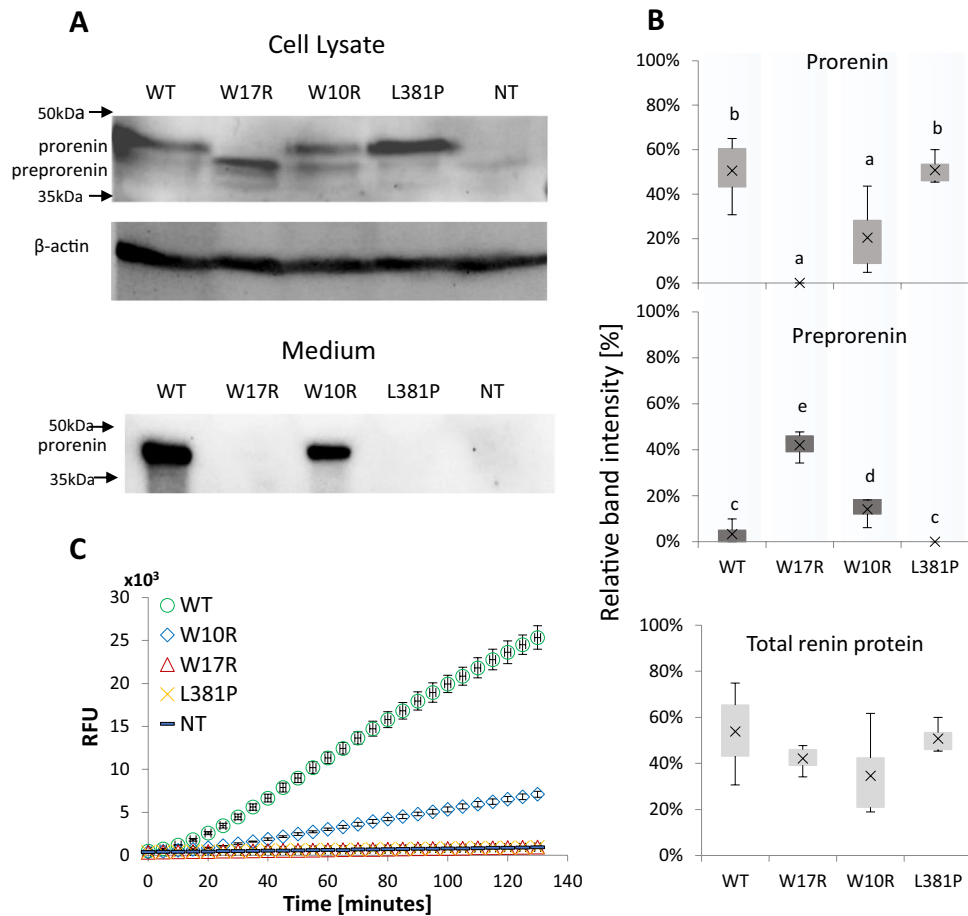 A
Cell Lysate
WT W17R W10R L381P NT
50kDa
prorenin
preprorenin
35kDa
β-actin
Medium
WT W17R W10R L381P NT
50kDa
prorenin
35kDa
B
Relative band intensity [%]
Prorenin
100%
80%
60%
40%
20%
0%
b
a
a
b
Preprorenin
100%
80%
60%
40%
20%
0%
c
e
d
c
WT W17R W10R L381P
Total renin protein
100%
80%
60%
40%
20%
0%
WT W17R W10R L381P
C
x10³
RFU
30
25
20
15
10
5
0
WT
W10R
W17R
L381P
NT
0 20 40 60 80 100 120 140
Time [minutes]